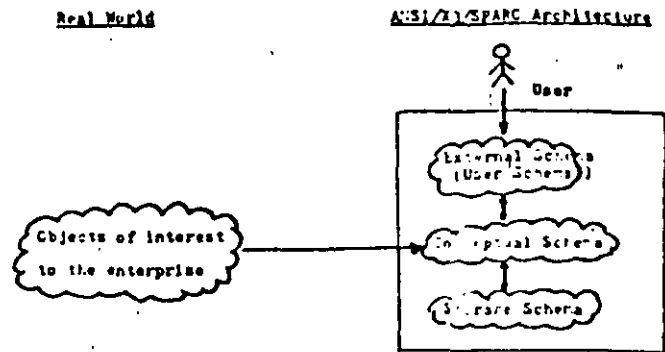 Real World
ANSI/X3/SPARC Architecture
User
External Schema
(User Schema)
Objects of interest
to the enterprise
Conceptual Schema
Storage Schema